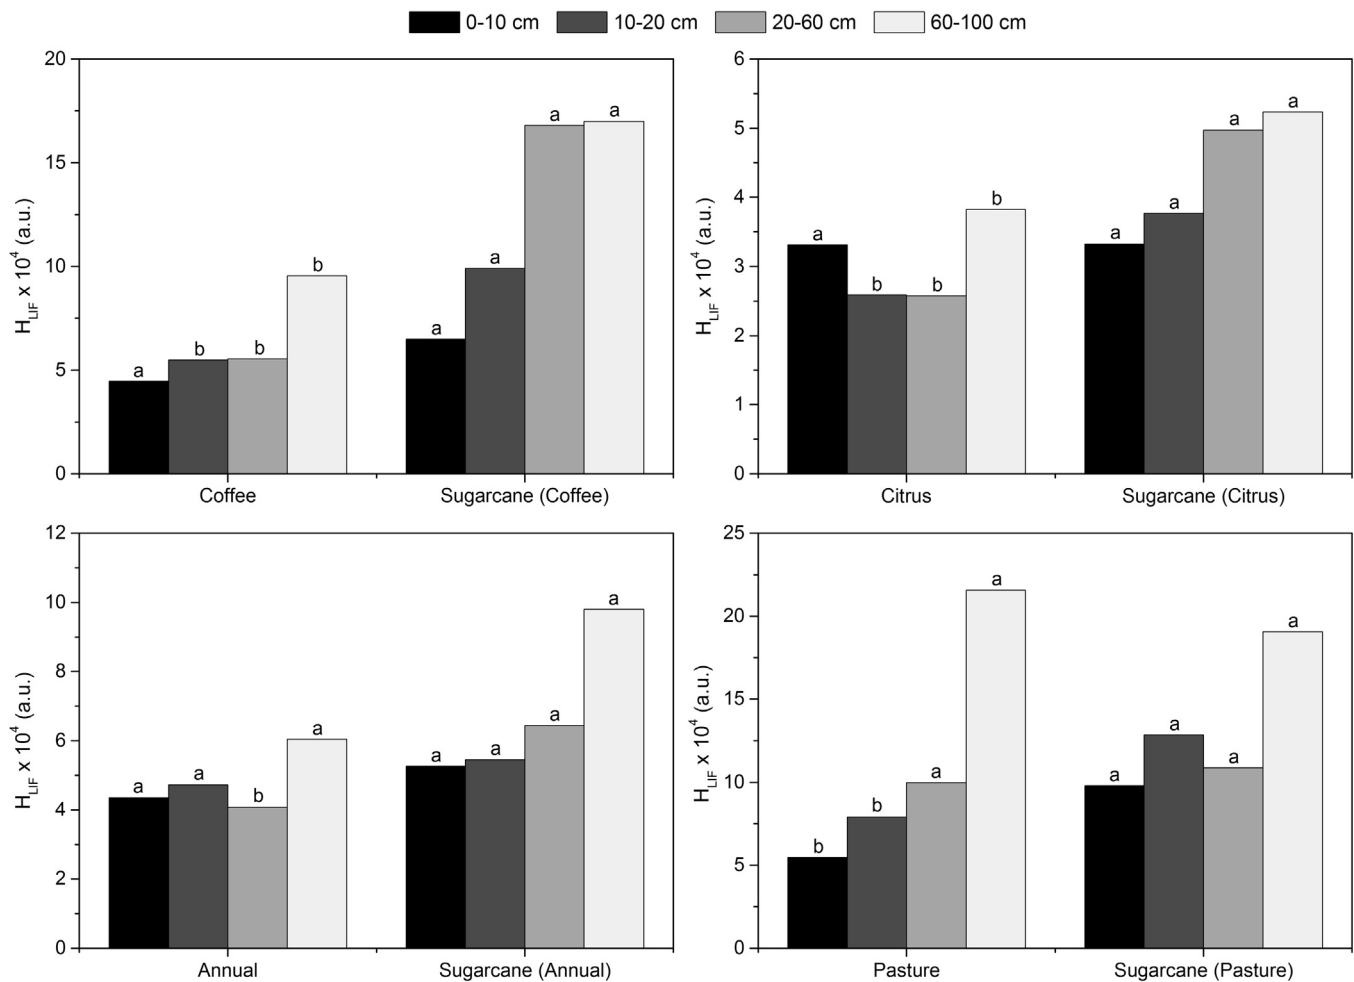 0-10 cm 10-20 cm 20-60 cm 60-100 cm
20
15
10
5
0
H_LIF x 10^4 (a.u.)
a b b b a a a a
Coffee Sugarcane (Coffee)
6
5
4
3
2
1
0
H_LIF x 10^4 (a.u.)
a b b b a a a a
Citrus Sugarcane (Citrus)
12
10
8
6
4
2
0
H_LIF x 10^4 (a.u.)
a a b a a a a a
Annual Sugarcane (Annual)
25
20
15
10
5
0
H_LIF x 10^4 (a.u.)
b b a a a a a a
Pasture Sugarcane (Pasture)